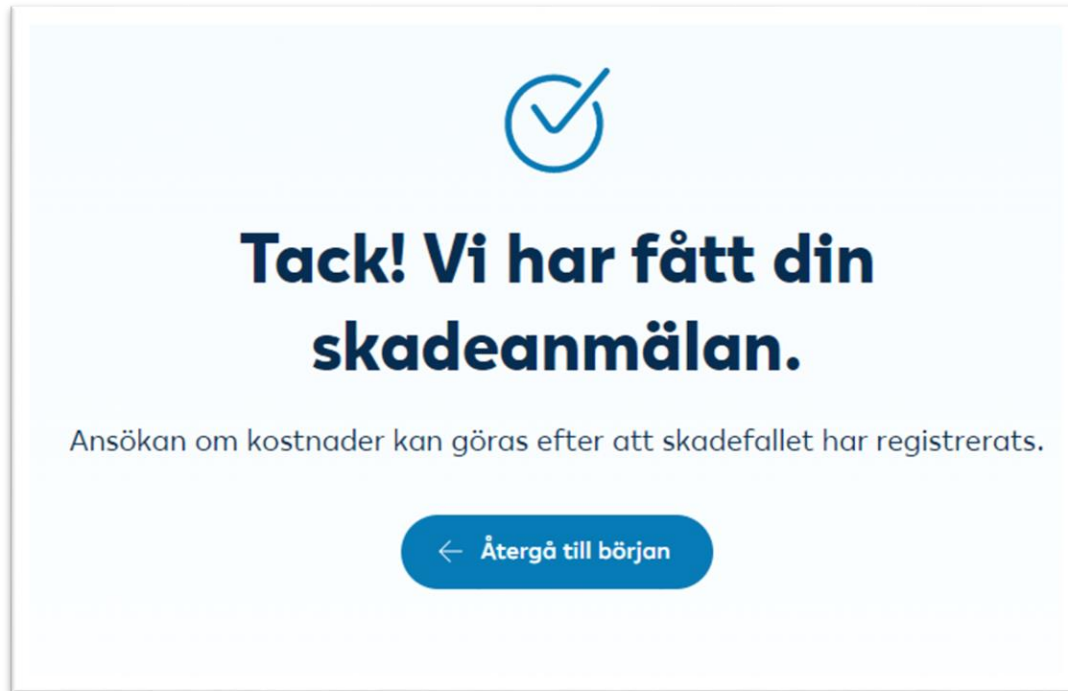 Tack! Vi har fått din
skadeanmälan.
Ansökan om kostnader kan göras efter att skadefallet har registrerats.
Återgå till början